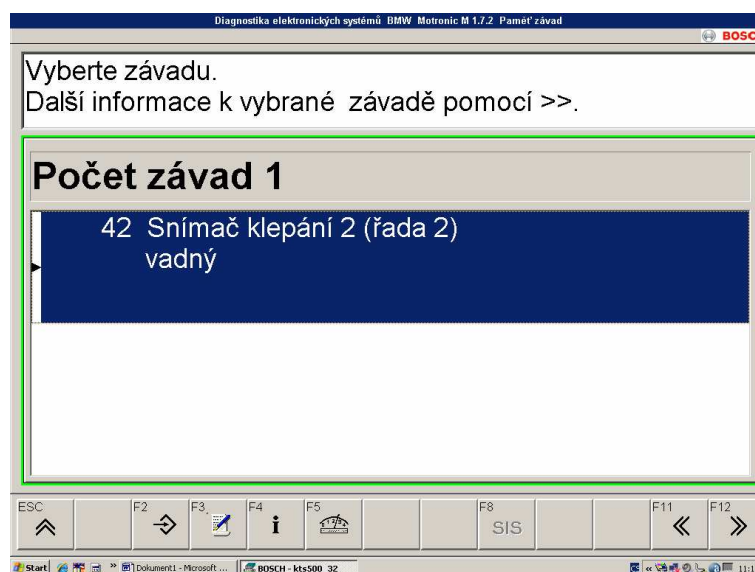 Diagnostika elektronických systémů BMW Motronic M 1.7.2 Paměť závad
BOSC
Vyberte závadu.
Další informace k vybrané závadě pomocí >>.
Počet závad 1
42 Snímač klepání 2 (řada 2)
vadný
ESC F2 F3 F4 F5 F8 F11 F12
SIS
Start Dokument1 - Microsoft ... BOSCH - kts500_32